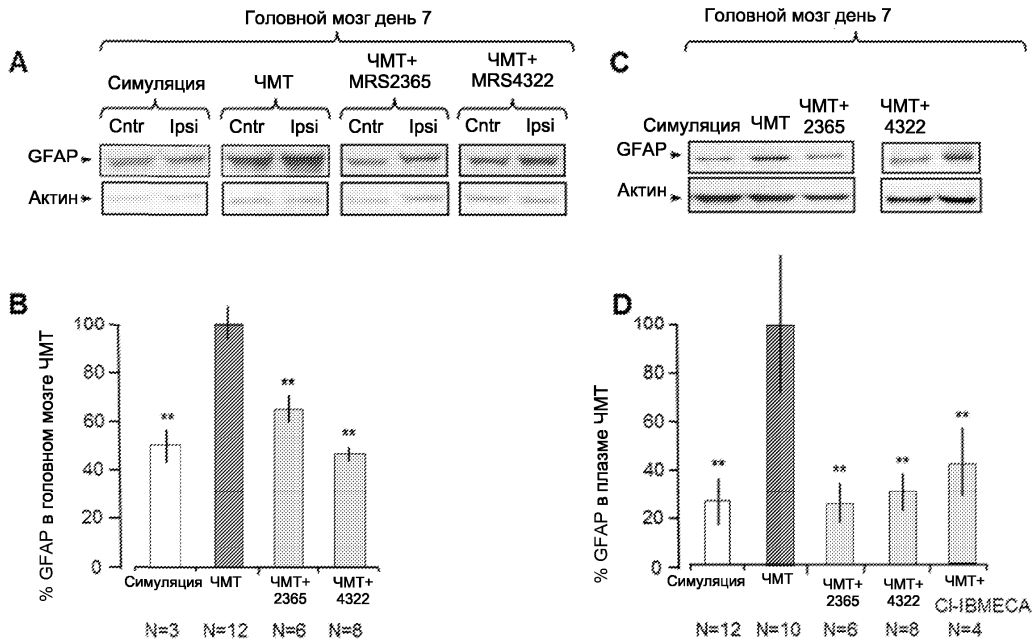 Головной мозг день 7
A
Симуляция
ЧМТ
ЧМТ+
MRS2365
ЧМТ+
MRS4322
Cntr Ipsi Cntr Ipsi Cntr Ipsi Cntr Ipsi
GFAP
Актин
B
% GFAP в головном мозге ЧМТ
100
80
60
40
20
0
**
**
**
Симуляция
ЧМТ
ЧМТ+
2365
ЧМТ+
4322
N=3 N=12 N=6 N=8
Головной мозг день 7
C
Симуляция
ЧМТ
ЧМТ+
2365
ЧМТ+
4322
GFAP
Актин
D
% GFAP в плазме ЧМТ
100
80
60
40
20
0
**
**
**
**
Симуляция
ЧМТ
ЧМТ+
2365
ЧМТ+
4322
ЧМТ+
Cl-IBMECA
N=12 N=10 N=6 N=8 N=4